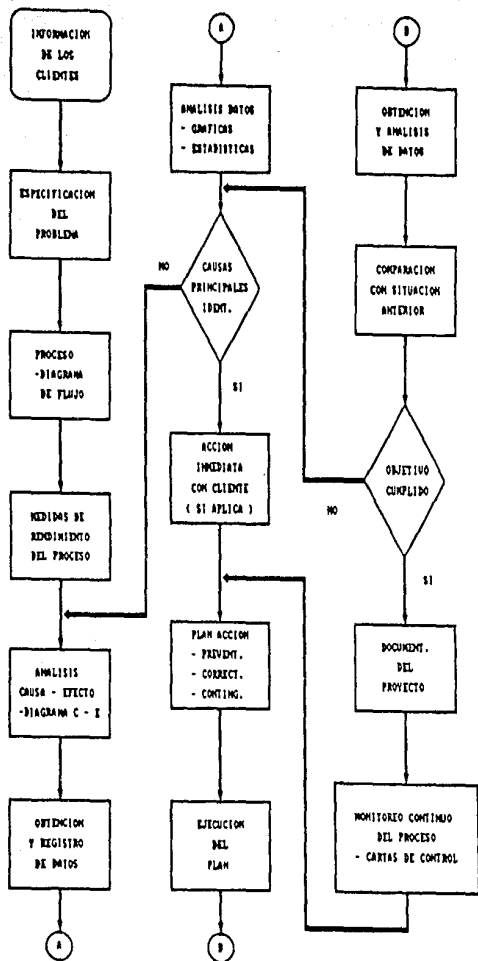 INFORMACION
DE LOS
CLIENTES
ESPECIFICACION
DEL
PROBLEMA
PROCESO
-DIAGRAMA
DE FLUJO
MEDIDAS DE
RENDIMIENTO
DEL PROCESO
ANALISIS
CAUSA - EFECTO
-DIAGRAMA C - E
OBTENCION
Y REGISTRO
DE DATOS
A
A
ANALISIS DATOS
- GRAFICAS
- ESTADISTICAS
NO
CAUSAS
PRINCIPALES
IDENT.
SI
ACCION
INMEDIATA
CON CLIENTE
( SI APLICA )
PLAN ACCION
- PREVENT.
- CORRECT.
- CONTING.
EJECUCION
DEL
PLAN
B
B
OBTENCION
Y ANALISIS
DE DATOS
COMPARACION
CON SITUACION
ANTERIOR
OBJETIVO
CUMPLIDO
NO
SI
DOCUMENT.
DEL
PROYECTO
MONITOREO CONTINUO
DEL PROCESO
- CARTAS DE CONTROL